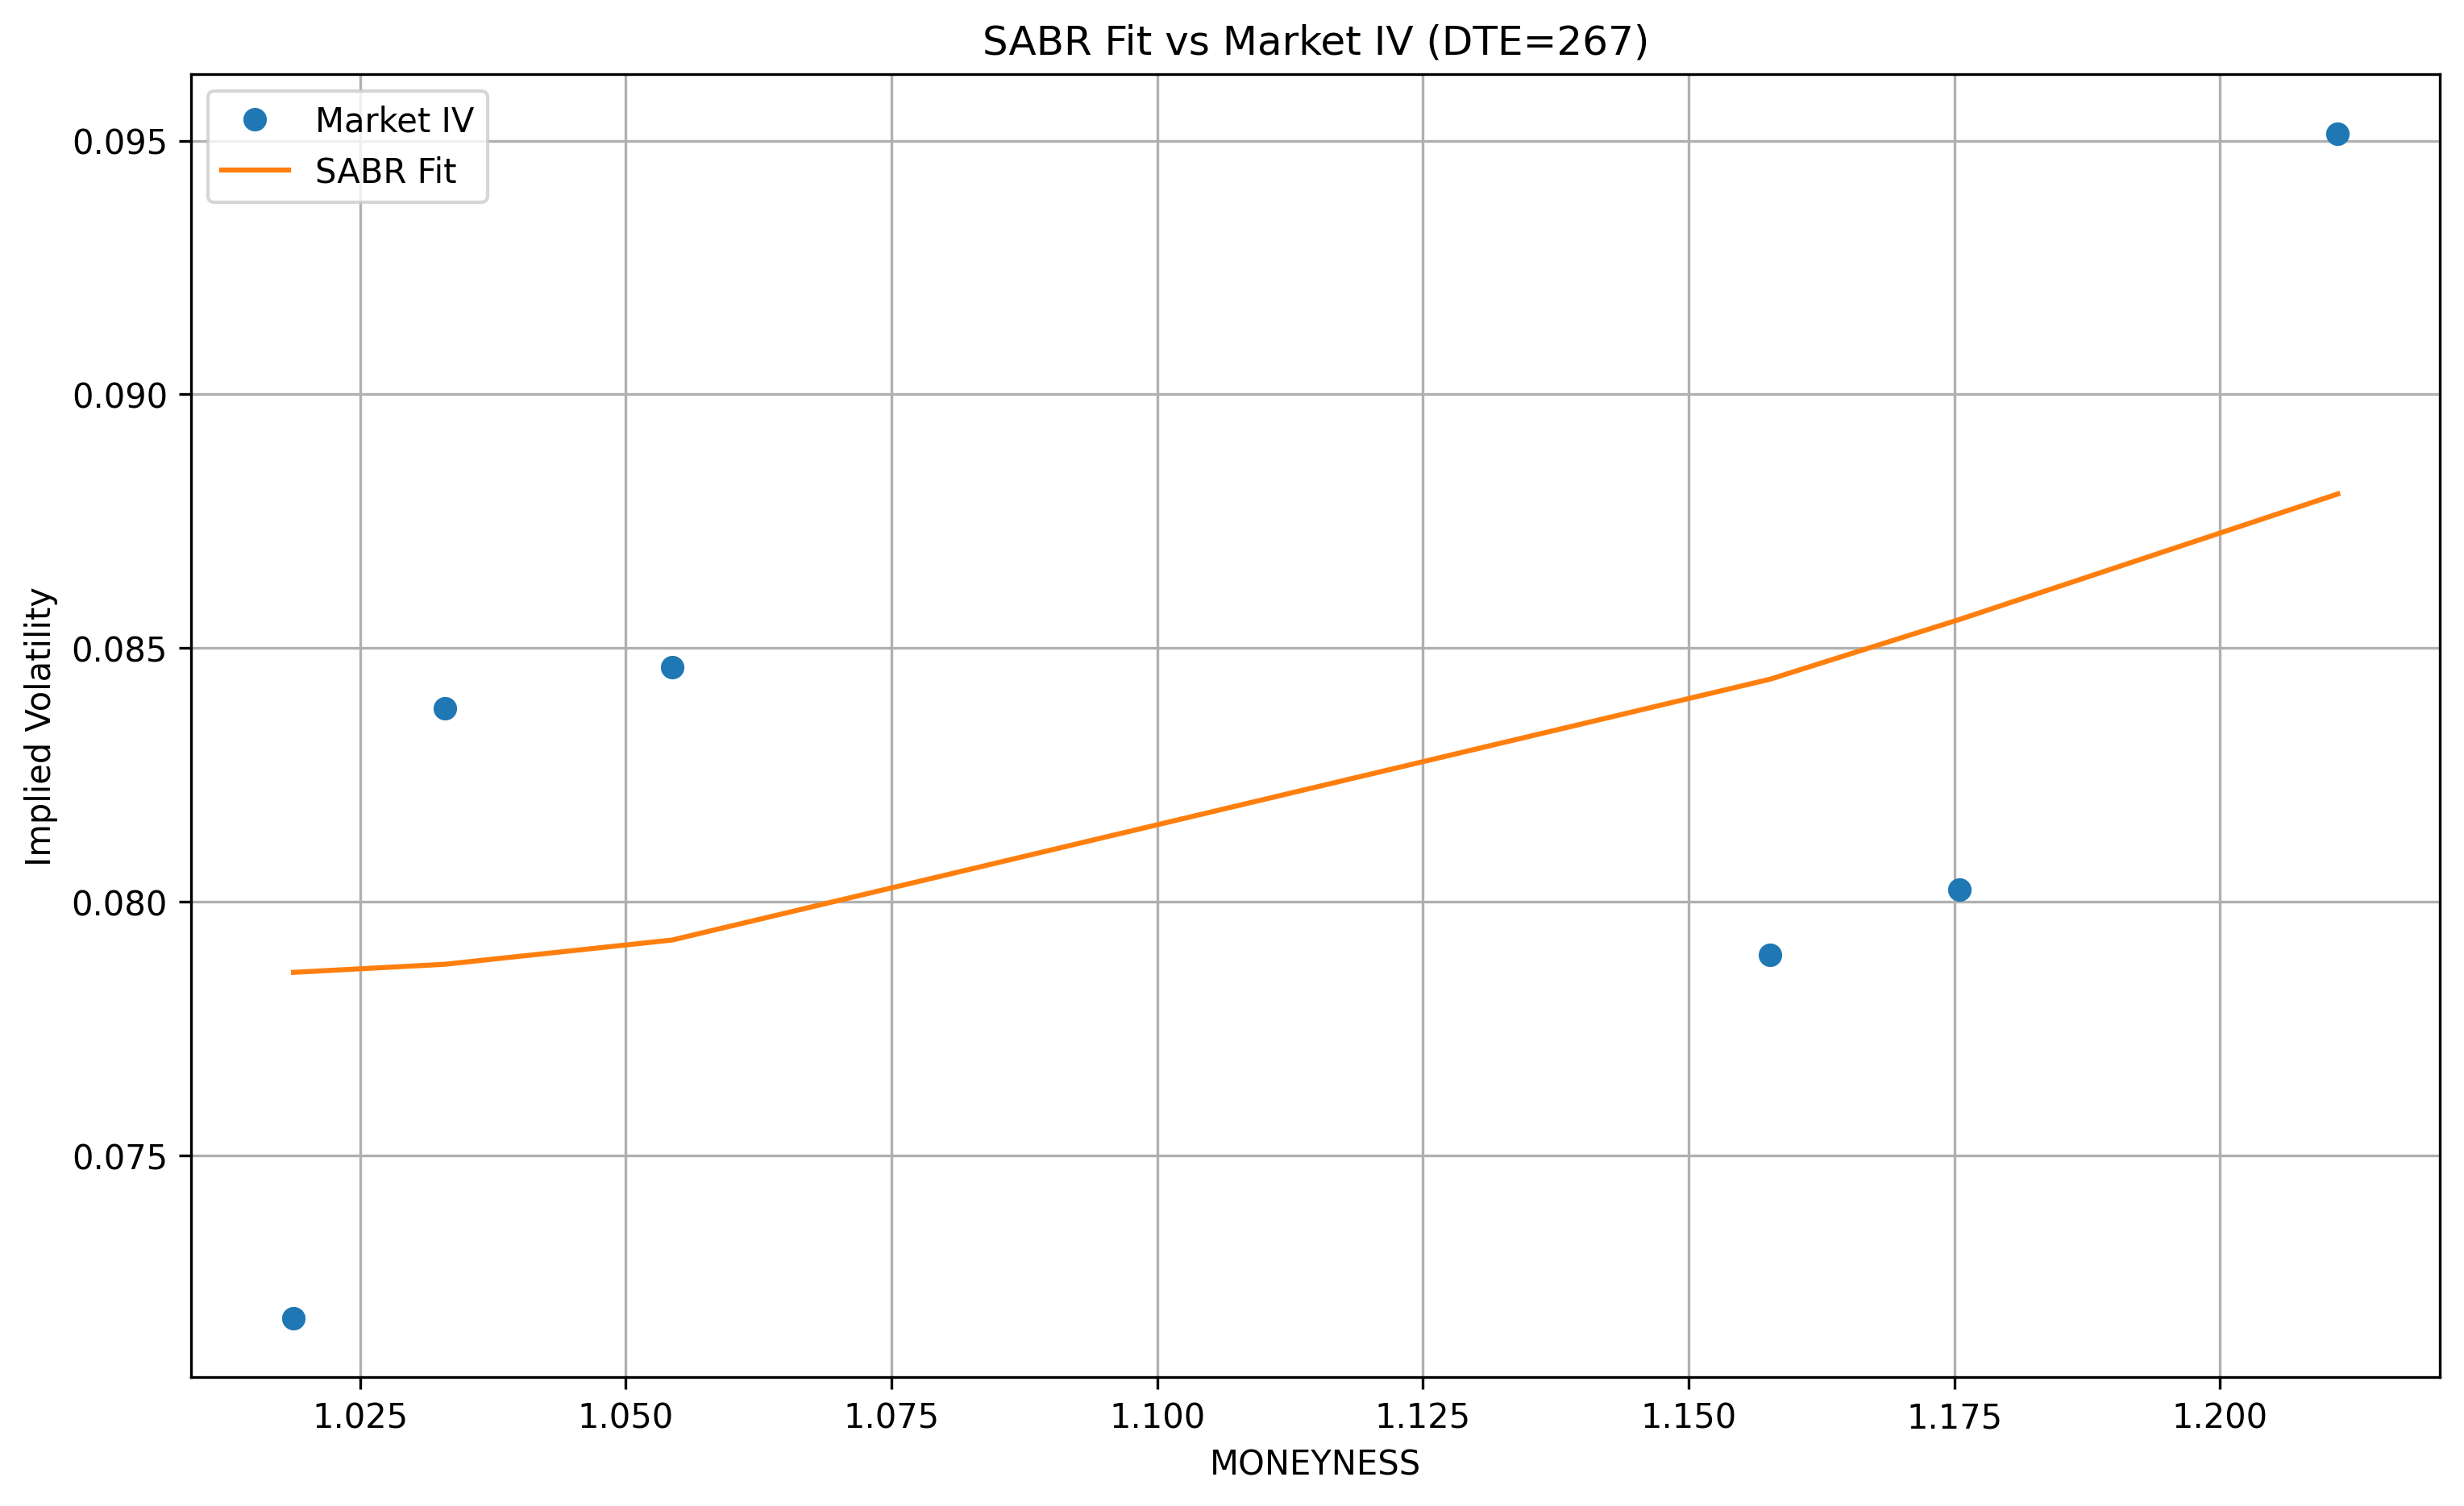 SABR Fit vs Market IV (DTE=267)
Market IV
SABR Fit
Implied Volatility
0.095
0.090
0.085
0.080
0.075
1.025 1.050 1.075 1.100 1.125 1.150 1.175 1.200
MONEYNESS